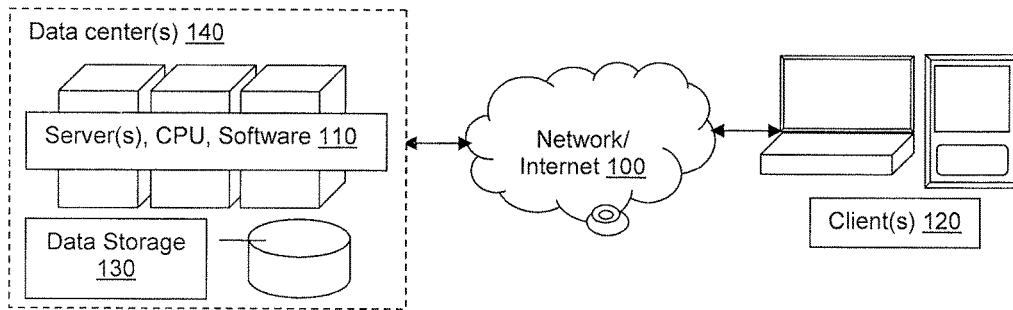 Data center(s) 140
Server(s), CPU, Software 110
Data Storage
130
Network/
Internet 100
Client(s) 120